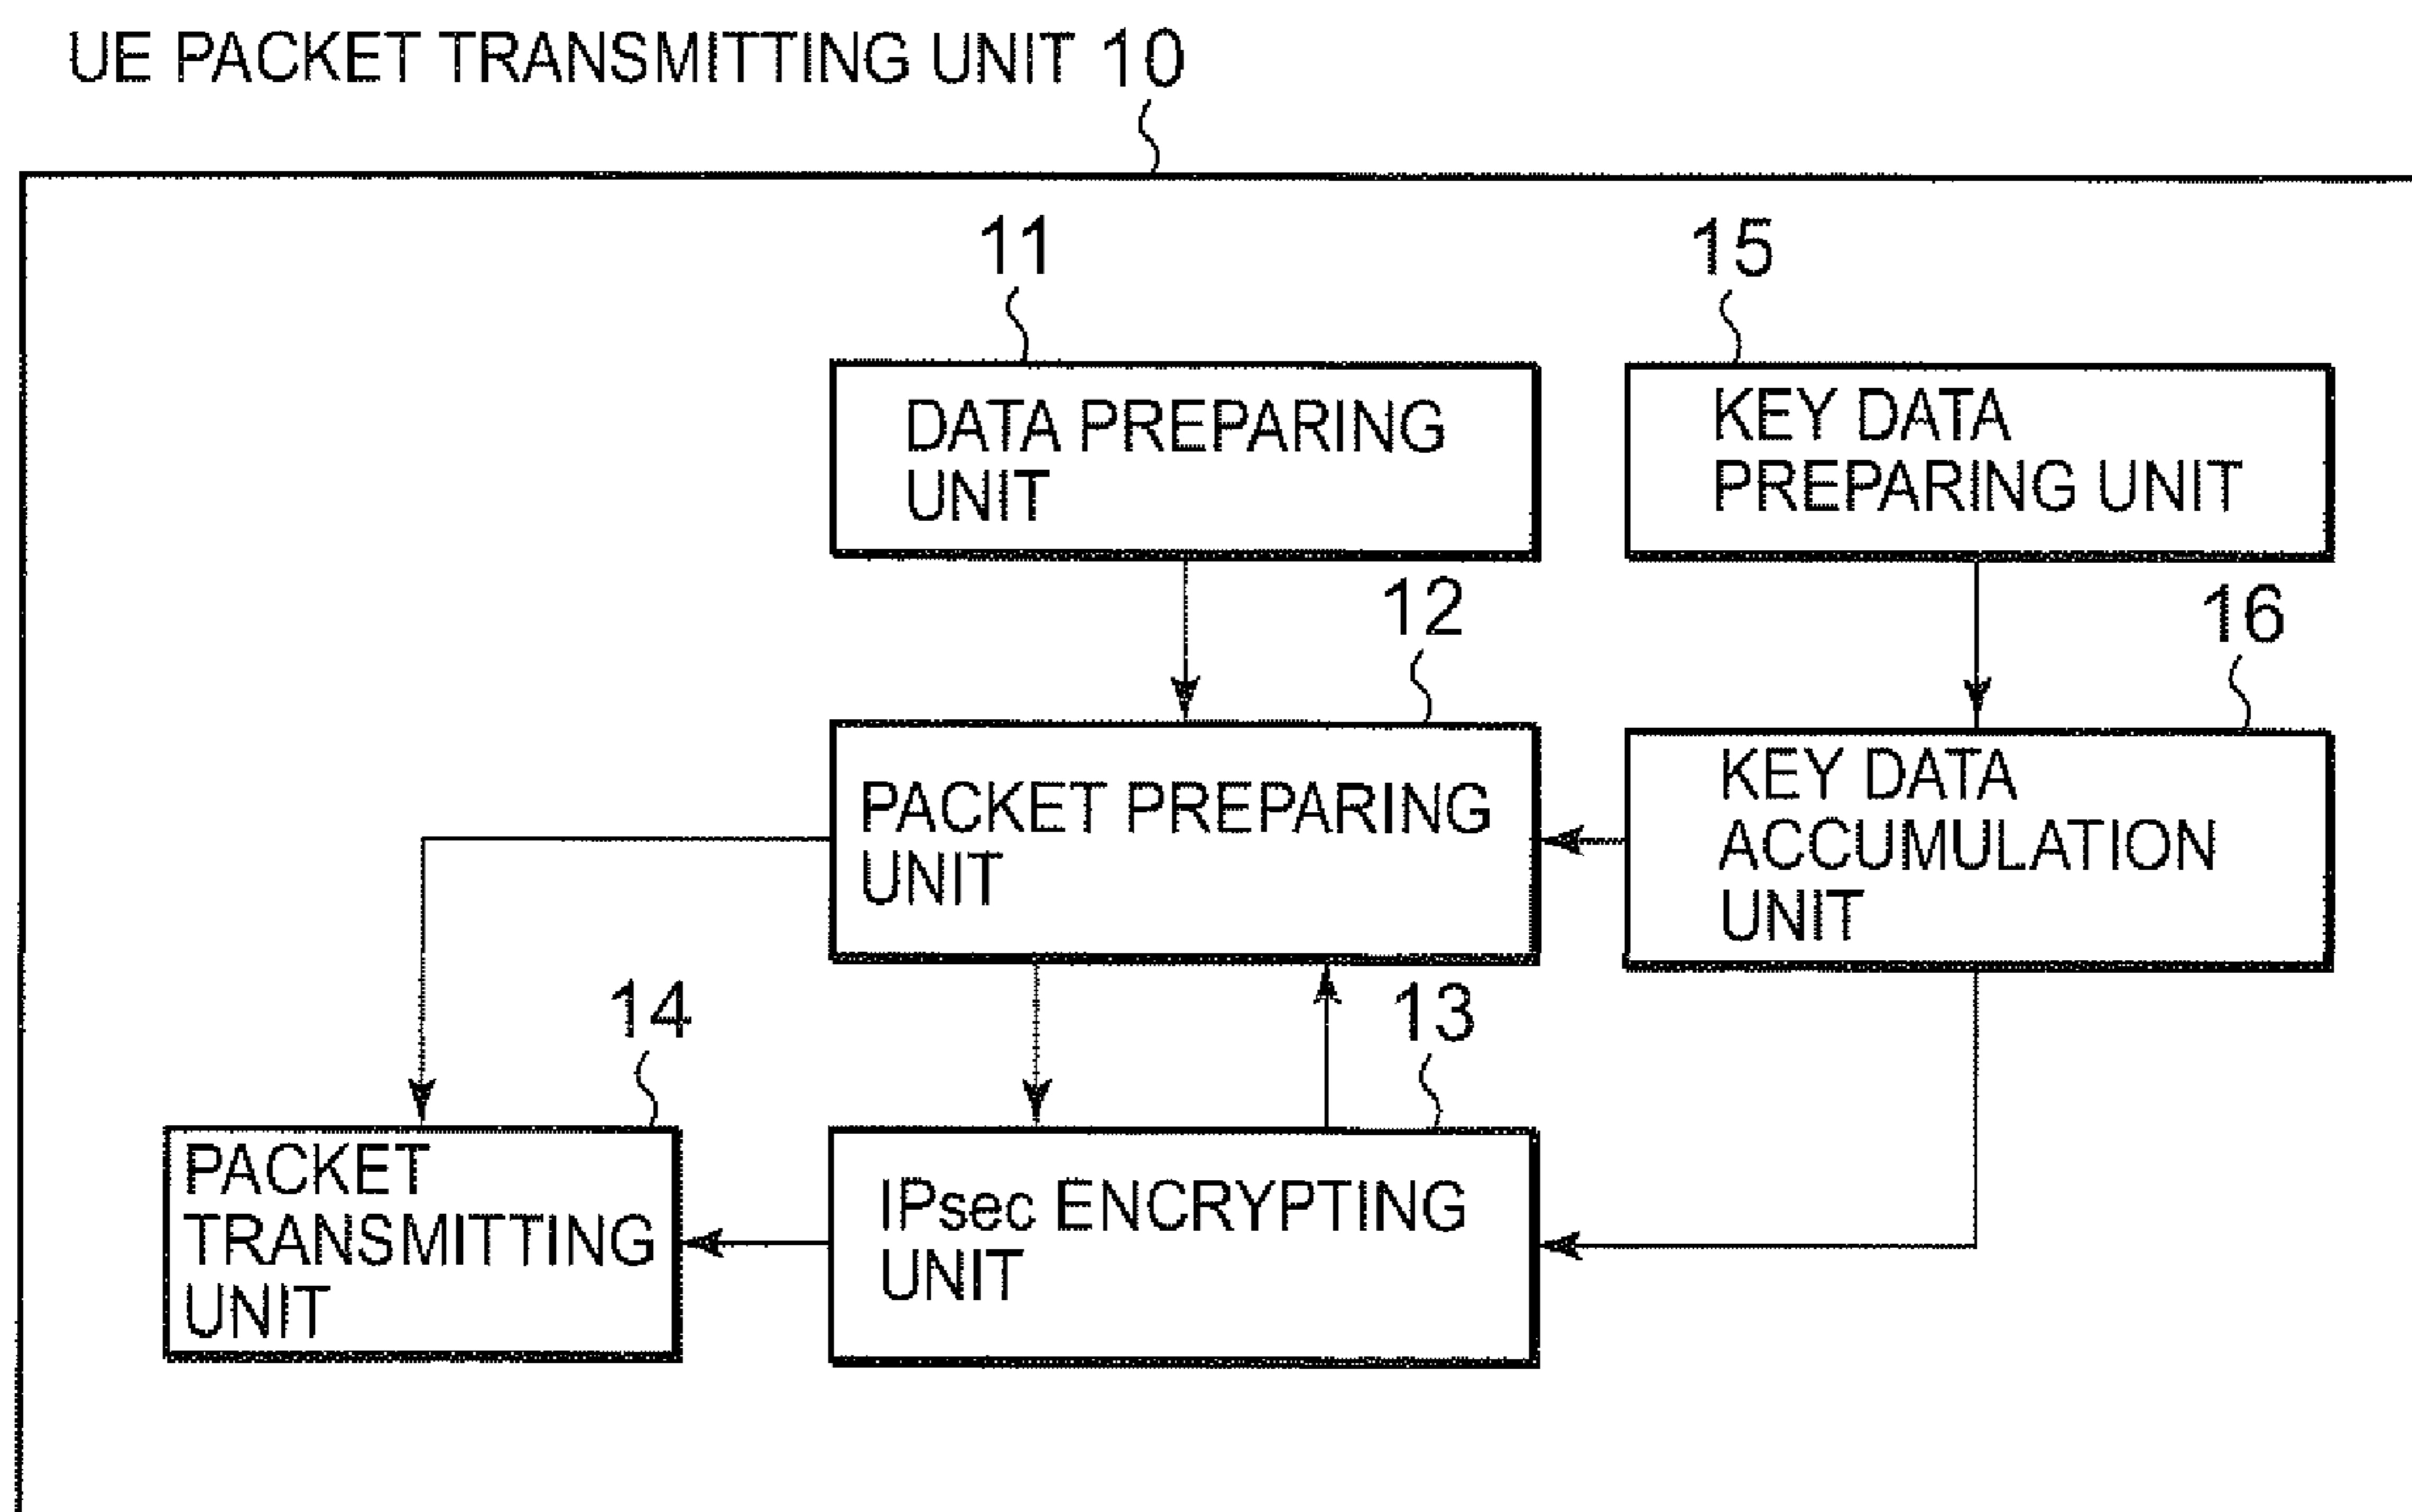 UE PACKET TRANSMITTING UNIT 10
11
15
DATA PREPARING
UNIT
KEY DATA
PREPARING UNIT
12
16
PACKET PREPARING
UNIT
KEY DATA
ACCUMULATION
UNIT
14
13
PACKET
TRANSMITTING
UNIT
IPsec ENCRYPTING
UNIT